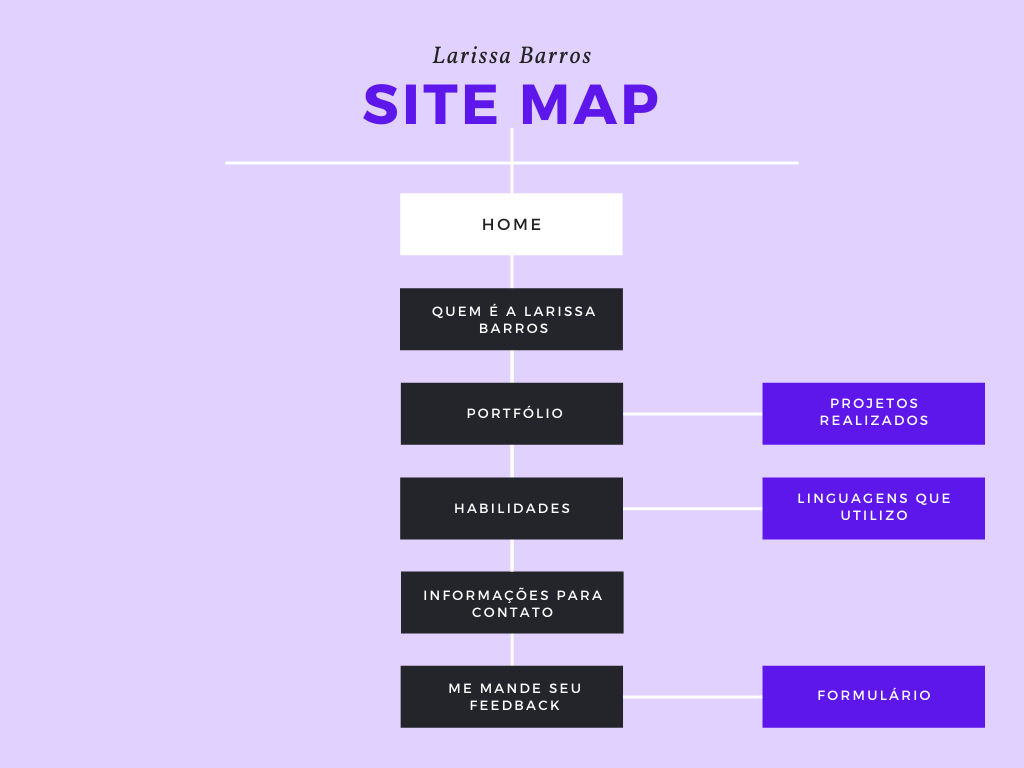 Larissa Barros
SITE MAP
HOME
QUEM É A LARISSA
BARROS
PORTFÓLIO
PROJETOS
REALIZADOS
HABILIDADES
LINGUAGENS QUE
UTILIZO
INFORMAÇÕES PARA
CONTATO
ME MANDE SEU
FEEDBACK
FORMULÁRIO